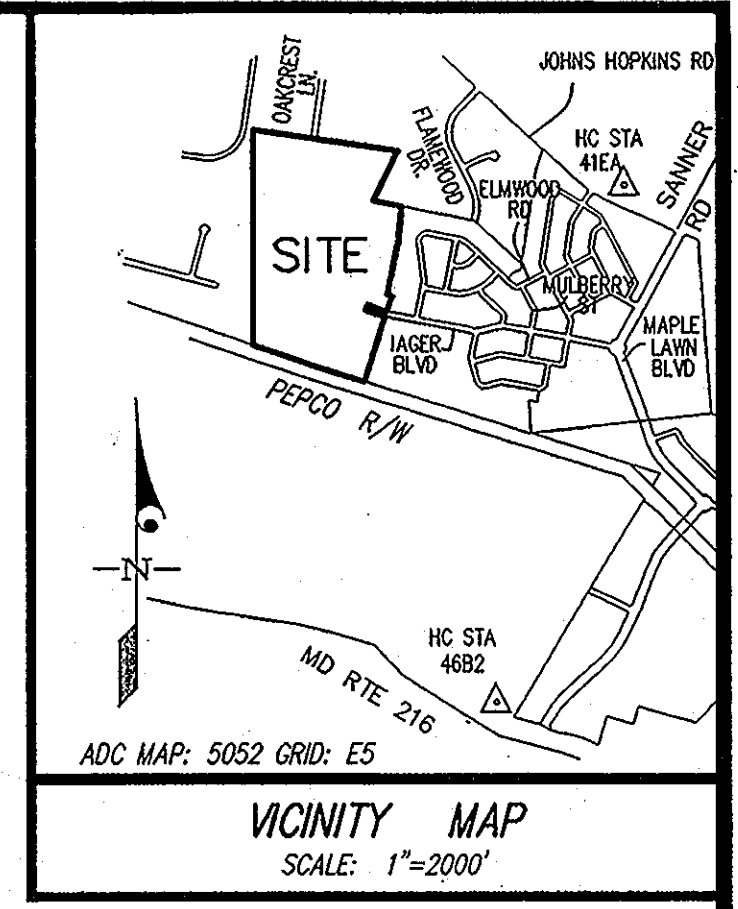 OAKCREST
LN.
JOHNS HOPKINS RD
FLAMEWOOD
DR.
HC STA
41EA
SANNER
RD
ELMWOOD
RD
SITE
MULBERRY
ST
IAGER
BLVD
MAPLE
LAWN
BLVD
PEPCO R/W
N
HC STA
46B2
MD RTE 216
ADC MAP: 5052 GRID: E5
VICINITY MAP
SCALE: 1"=2000'